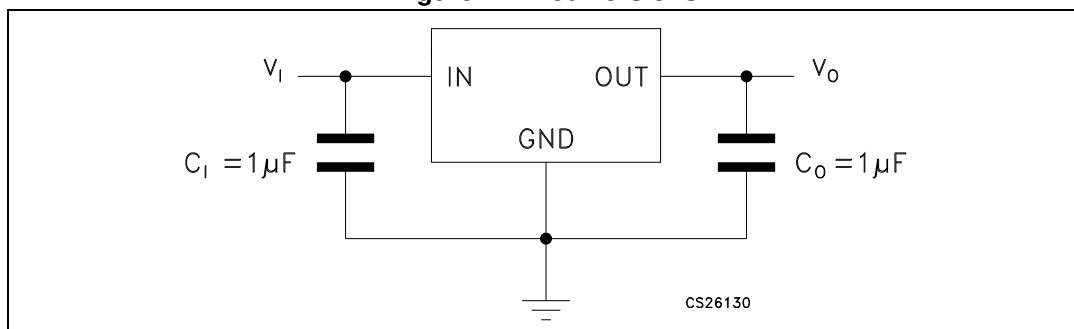 V_I IN OUT V_O
GND
C_I = 1µF C_O = 1µF
CS26130